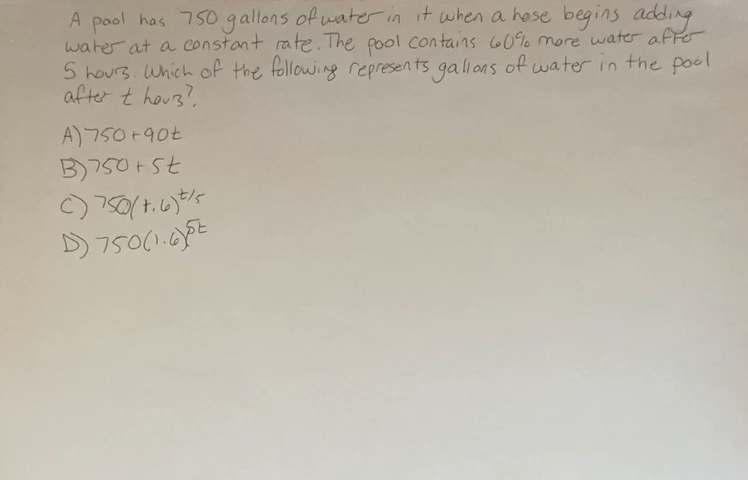 A pool has 750 gallons of water in it when a hose begins adding
water at a constant rate. The pool contains 60% more water after
5 hours. Which of the following represents gallons of water in the pool
after t hours?
A) 750 + 90t
B) 750 + 5t
C) 750(1.6)^t/5
D) 750(1.6)^5t